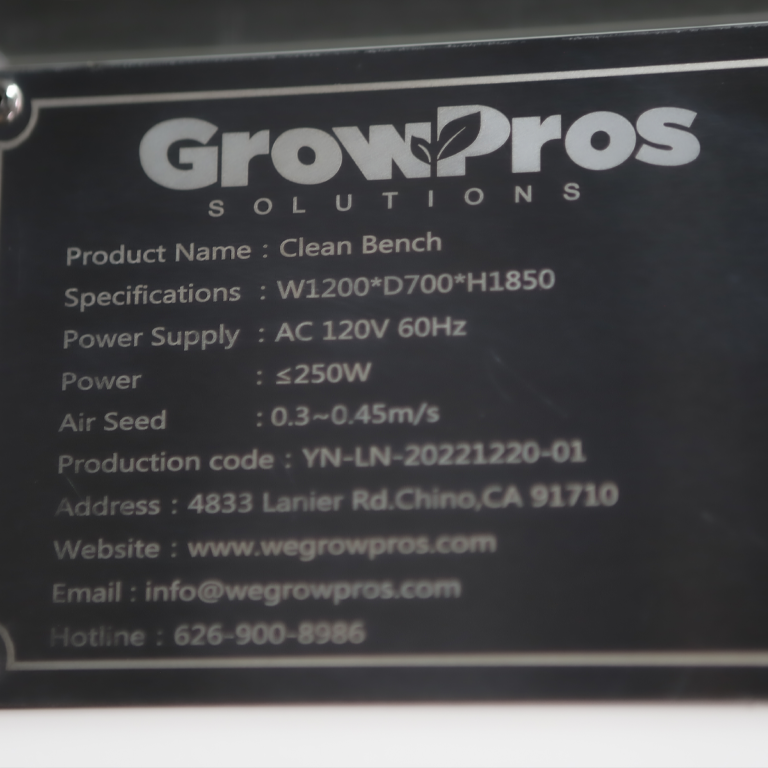 GrowPros
SOLUTIONS
Product Name : Clean Bench
Specifications : W1200*D700*H1850
Power Supply : AC 120V 60Hz
Power : ≤250W
Air Seed : 0.3~0.45m/s
Production code : YN-LN-20221220-01
Address : 4833 Lanier Rd.Chino,CA 91710
Website : www.wegrowpros.com
Email : info@wegrowpros.com
Hotline : 626-900-8986